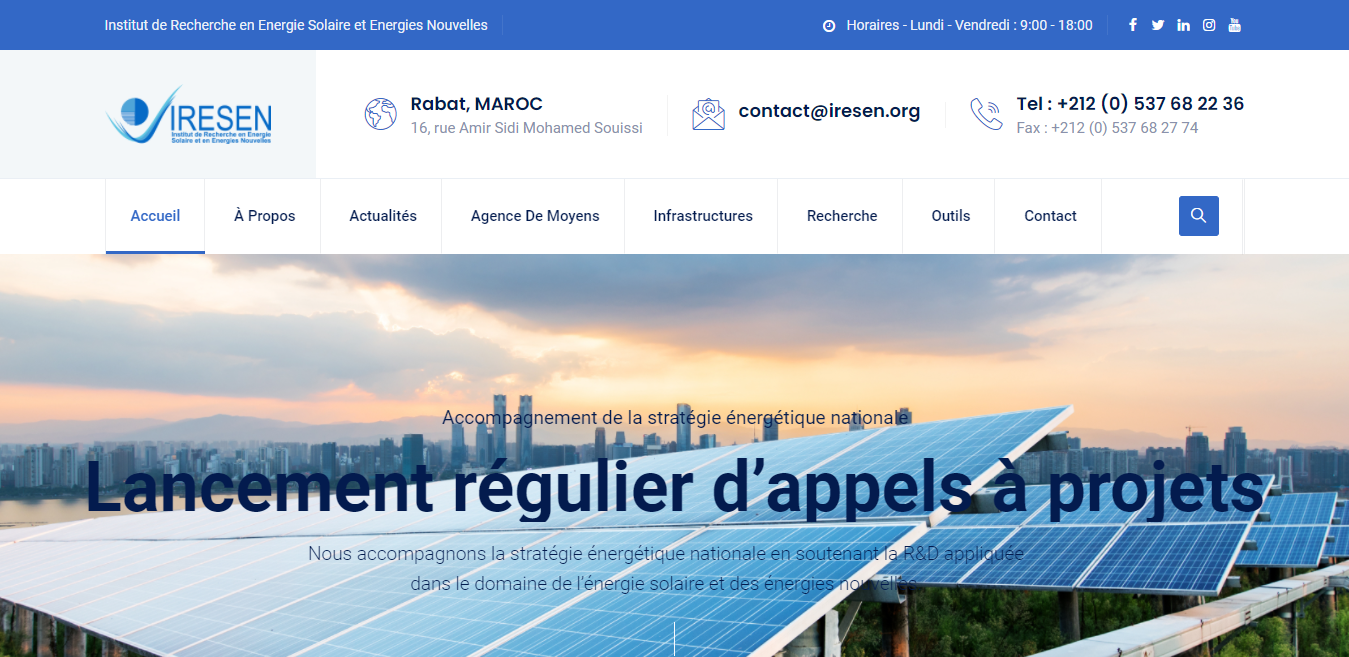 Institut de Recherche en Energie Solaire et Energies Nouvelles
Horaires - Lundi - Vendredi : 9:00 - 18:00
IRESEN
Institut de Recherche en Energie
Solaire et en Energies Nouvelles
Rabat, MAROC
16, rue Amir Sidi Mohamed Souissi
contact@iresen.org
Tel : +212 (0) 537 68 22 36
Fax : +212 (0) 537 68 27 74
Accueil
À Propos
Actualités
Agence De Moyens
Infrastructures
Recherche
Outils
Contact
Accompagnement de la stratégie énergétique nationale
Lancement régulier d’appels à projets
Nous accompagnons la stratégie énergétique nationale en soutenant la R&D appliquée
dans le domaine de l’énergie solaire et des énergies nouvelles